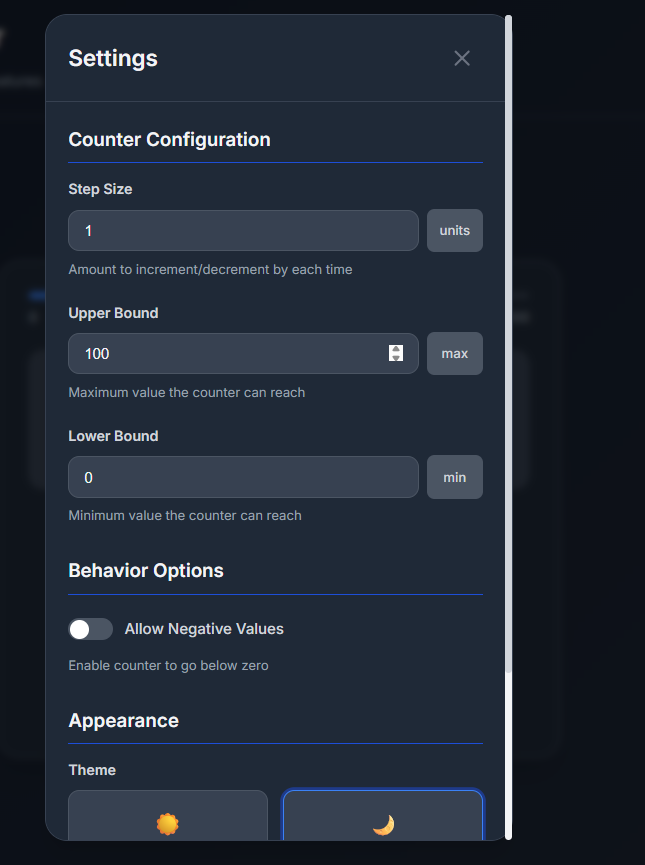 Settings
Counter Configuration
Step Size
1
units
Amount to increment/decrement by each time
Upper Bound
100
max
Maximum value the counter can reach
Lower Bound
0
min
Minimum value the counter can reach
Behavior Options
Allow Negative Values
Enable counter to go below zero
Appearance
Theme